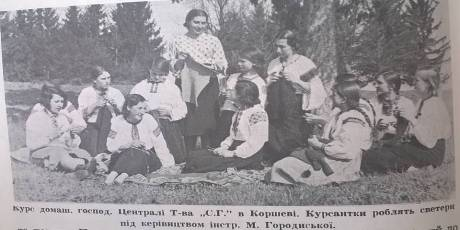 Курс домаш. господ. Централі Т-ва „С.Г." в Коршеві. Курсантки роблять светери
під керівництвом інстр. М. Городиської.